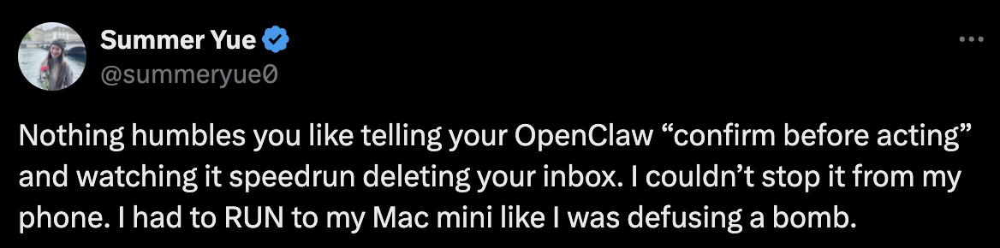 Summer Yue
@summeryue0
Nothing humbles you like telling your OpenClaw “confirm before acting”
and watching it speedrun deleting your inbox. I couldn’t stop it from my
phone. I had to RUN to my Mac mini like I was defusing a bomb.